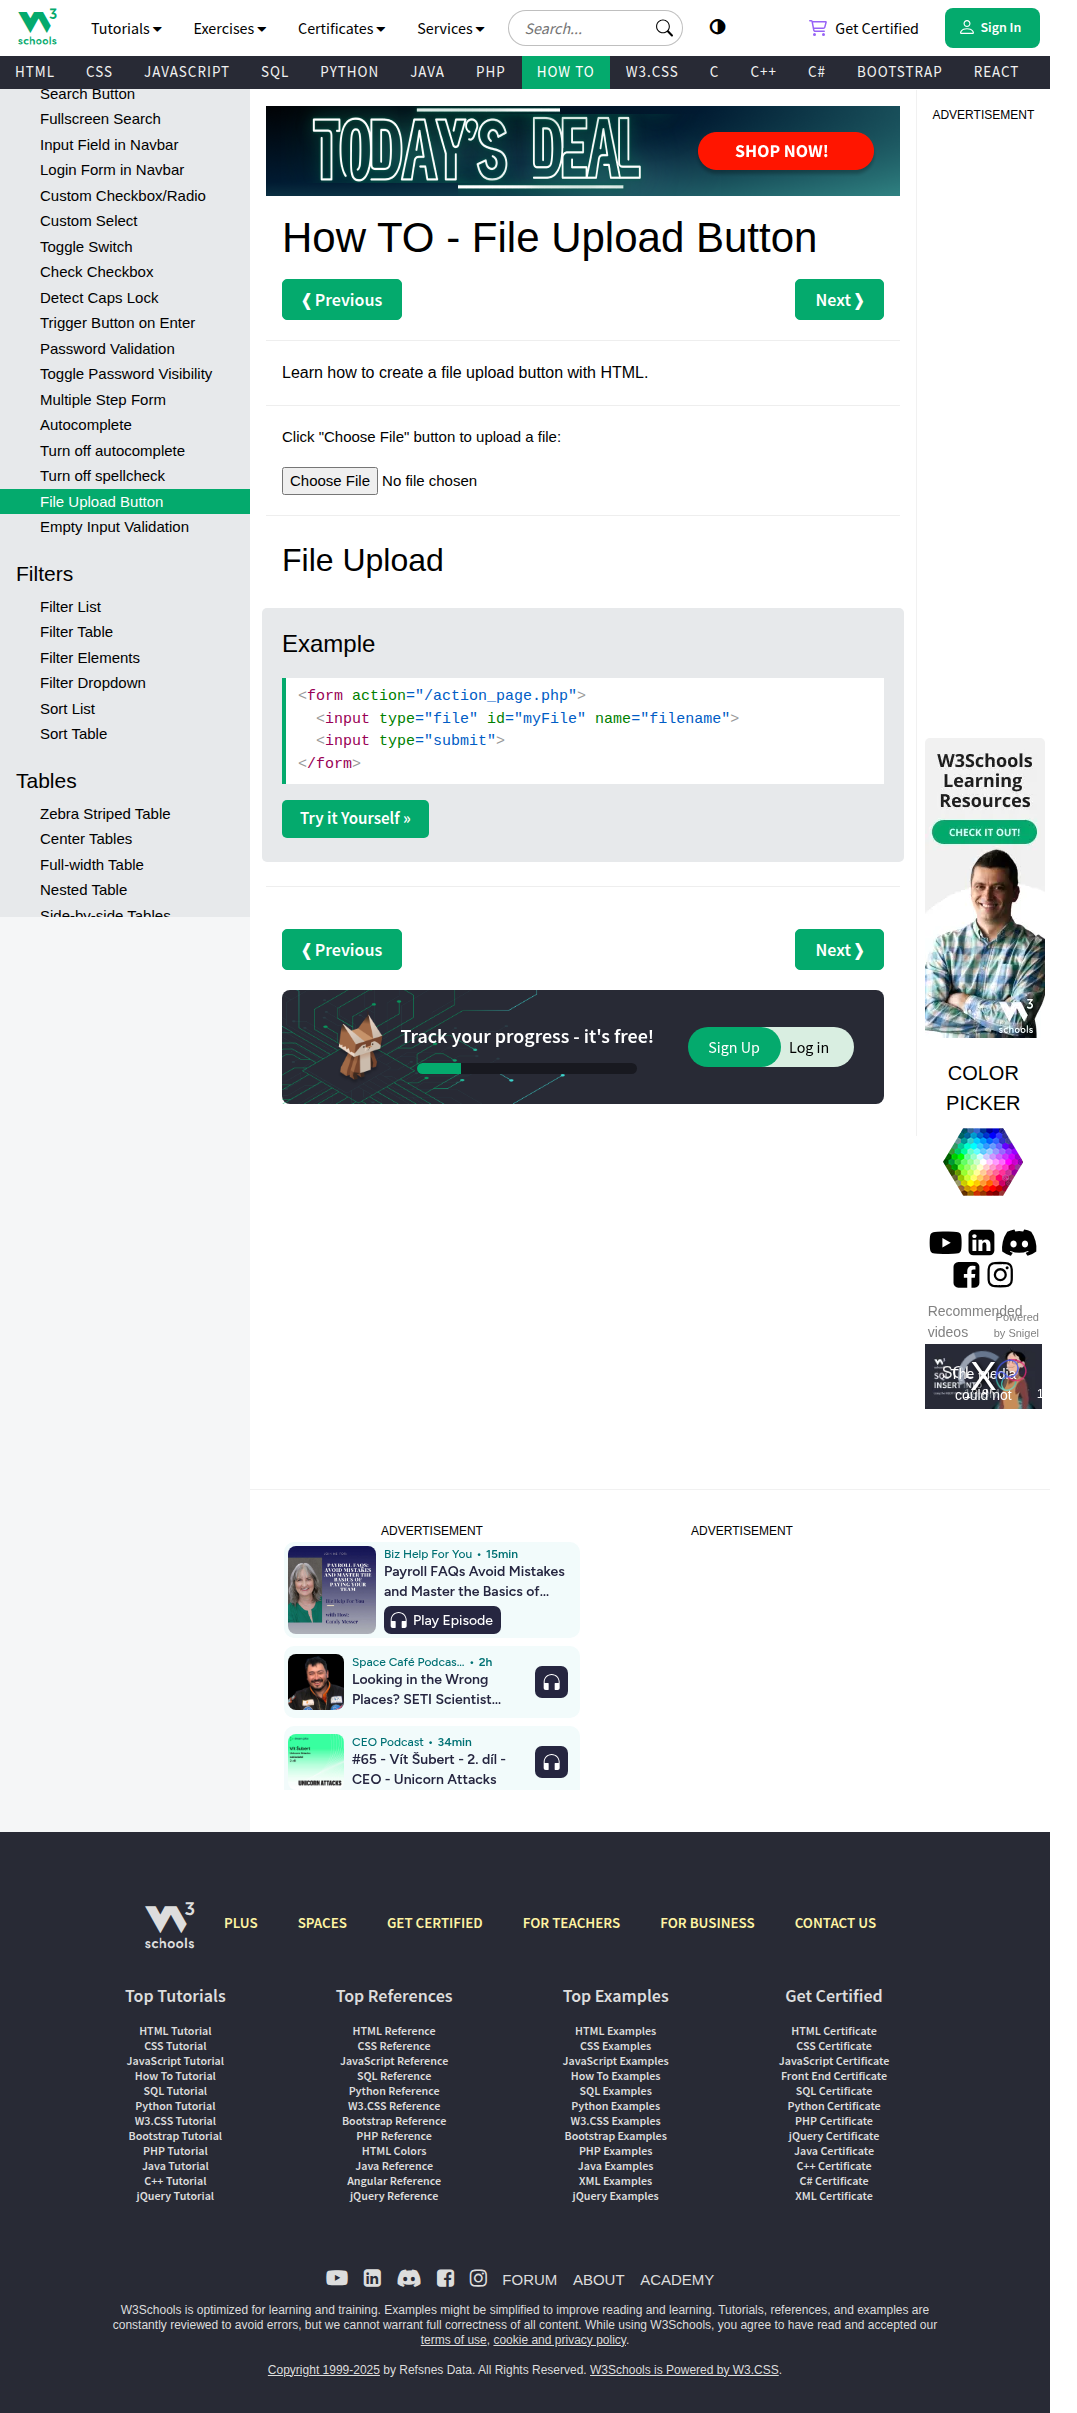 W3
schools
Tutorials
Exercises
Certificates
Services
Search...
Get Certified
Sign In
HTML CSS JAVASCRIPT SQL PYTHON JAVA PHP HOW TO W3.CSS C C++ C# BOOTSTRAP REACT
Search Button
Fullscreen Search
Input Field in Navbar
Login Form in Navbar
Custom Checkbox/Radio
Custom Select
Toggle Switch
Check Checkbox
Detect Caps Lock
Trigger Button on Enter
Password Validation
Toggle Password Visibility
Multiple Step Form
Autocomplete
Turn off autocomplete
Turn off spellcheck
File Upload Button
Empty Input Validation
Filters
Filter List
Filter Table
Filter Elements
Filter Dropdown
Sort List
Sort Table
Tables
Zebra Striped Table
Center Tables
Full-width Table
Nested Table
Side-by-side Tables
TODAY'S DEAL
SHOP NOW!
How TO - File Upload Button
❮ Previous
Next ❯
Learn how to create a file upload button with HTML.
Click "Choose File" button to upload a file:
Choose File No file chosen
File Upload
Example
<form action="/action_page.php">
<input type="file" id="myFile" name="filename">
<input type="submit">
</form>
Try it Yourself »
❮ Previous
Next ❯
Track your progress - it's free!
Sign Up
Log in
ADVERTISEMENT
W3Schools
Learning
Resources
CHECK IT OUT!
W3
schools
COLOR
PICKER
Recommended
videos
Powered
by Snigel
The media
could not
ADVERTISEMENT
Biz Help For You • 15min
Payroll FAQs Avoid Mistakes
and Master the Basics of...
Play Episode
Space Café Podcas... • 2h
Looking in the Wrong
Places? SETI Scientist...
CEO Podcast • 34min
#65 - Vít Šubert - 2. díl -
CEO - Unicorn Attacks
UNICORN ATTACKS
ADVERTISEMENT
W3
schools
PLUS SPACES GET CERTIFIED FOR TEACHERS FOR BUSINESS CONTACT US
Top Tutorials
HTML Tutorial
CSS Tutorial
JavaScript Tutorial
How To Tutorial
SQL Tutorial
Python Tutorial
W3.CSS Tutorial
Bootstrap Tutorial
PHP Tutorial
Java Tutorial
C++ Tutorial
jQuery Tutorial
Top References
HTML Reference
CSS Reference
JavaScript Reference
SQL Reference
Python Reference
W3.CSS Reference
Bootstrap Reference
PHP Reference
HTML Colors
Java Reference
Angular Reference
jQuery Reference
Top Examples
HTML Examples
CSS Examples
JavaScript Examples
How To Examples
SQL Examples
Python Examples
W3.CSS Examples
Bootstrap Examples
PHP Examples
Java Examples
XML Examples
jQuery Examples
Get Certified
HTML Certificate
CSS Certificate
JavaScript Certificate
Front End Certificate
SQL Certificate
Python Certificate
PHP Certificate
jQuery Certificate
Java Certificate
C++ Certificate
C# Certificate
XML Certificate
FORUM ABOUT ACADEMY
W3Schools is optimized for learning and training. Examples might be simplified to improve reading and learning. Tutorials, references, and examples are
constantly reviewed to avoid errors, but we cannot warrant full correctness of all content. While using W3Schools, you agree to have read and accepted our
terms of use, cookie and privacy policy.
Copyright 1999-2025 by Refsnes Data. All Rights Reserved. W3Schools is Powered by W3.CSS.